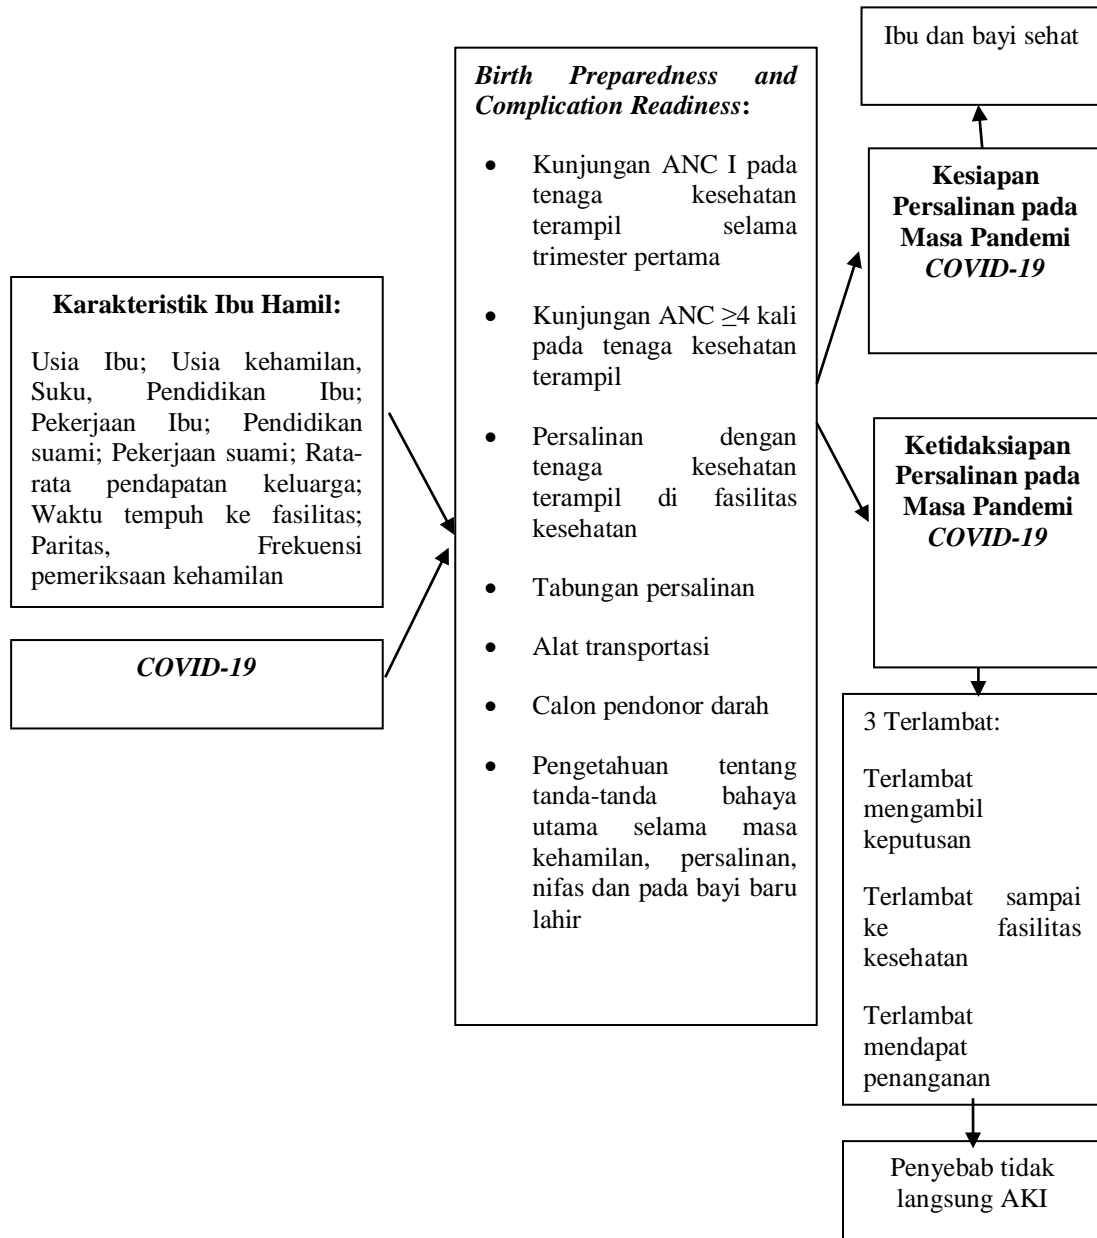 Karakteristik Ibu Hamil:
Usia Ibu; Usia kehamilan,
Suku, Pendidikan Ibu;
Pekerjaan Ibu; Pendidikan
suami; Pekerjaan suami; Rata-
rata pendapatan keluarga;
Waktu tempuh ke fasilitas;
Paritas, Frekuensi
pemeriksaan kehamilan
COVID-19
Birth Preparedness and
Complication Readiness:
• Kunjungan ANC I pada
tenaga kesehatan
terampil selama
trimester pertama
• Kunjungan ANC ≥4 kali
pada tenaga kesehatan
terampil
• Persalinan dengan
tenaga kesehatan
terampil di fasilitas
kesehatan
• Tabungan persalinan
• Alat transportasi
• Calon pendonor darah
• Pengetahuan tentang
tanda-tanda bahaya
utama selama masa
kehamilan, persalinan,
nifas dan pada bayi baru
lahir
Ibu dan bayi sehat
Kesiapan
Persalinan pada
Masa Pandemi
COVID-19
Ketidaksiapan
Persalinan pada
Masa Pandemi
COVID-19
3 Terlambat:
Terlambat
mengambil
keputusan
Terlambat sampai
ke fasilitas
kesehatan
Terlambat
mendapat
penanganan
Penyebab tidak
langsung AKI